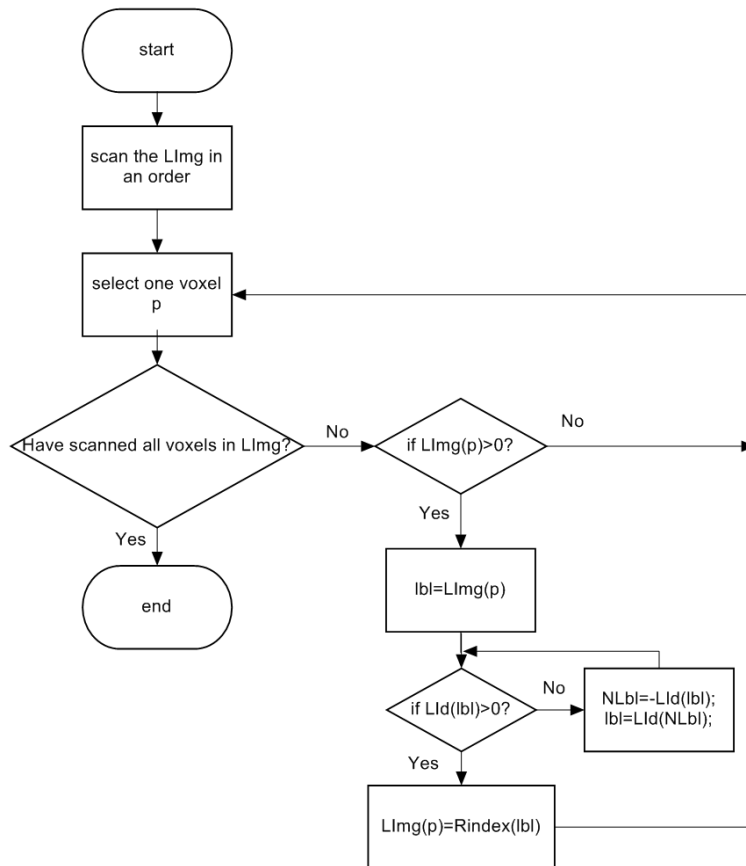 start
scan the LImg in
an order
select one voxel
p
Have scanned all voxels in LImg?
No
if LImg(p)>0?
No
Yes
Yes
end
lbl=LImg(p)
if LId(lbl)>0?
No
NLbl=-LId(lbl);
lbl=LId(NLbl);
Yes
LImg(p)=Rindex(lbl)